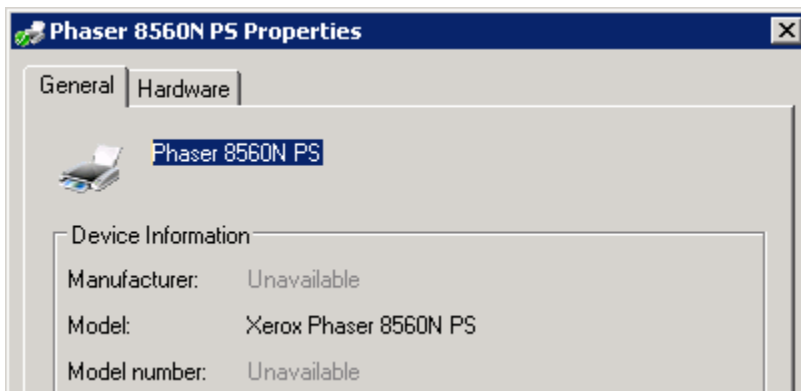 Phaser 8560N PS Properties
General Hardware
Phaser 8560N PS
Device Information
Manufacturer: Unavailable
Model: Xerox Phaser 8560N PS
Model number: Unavailable